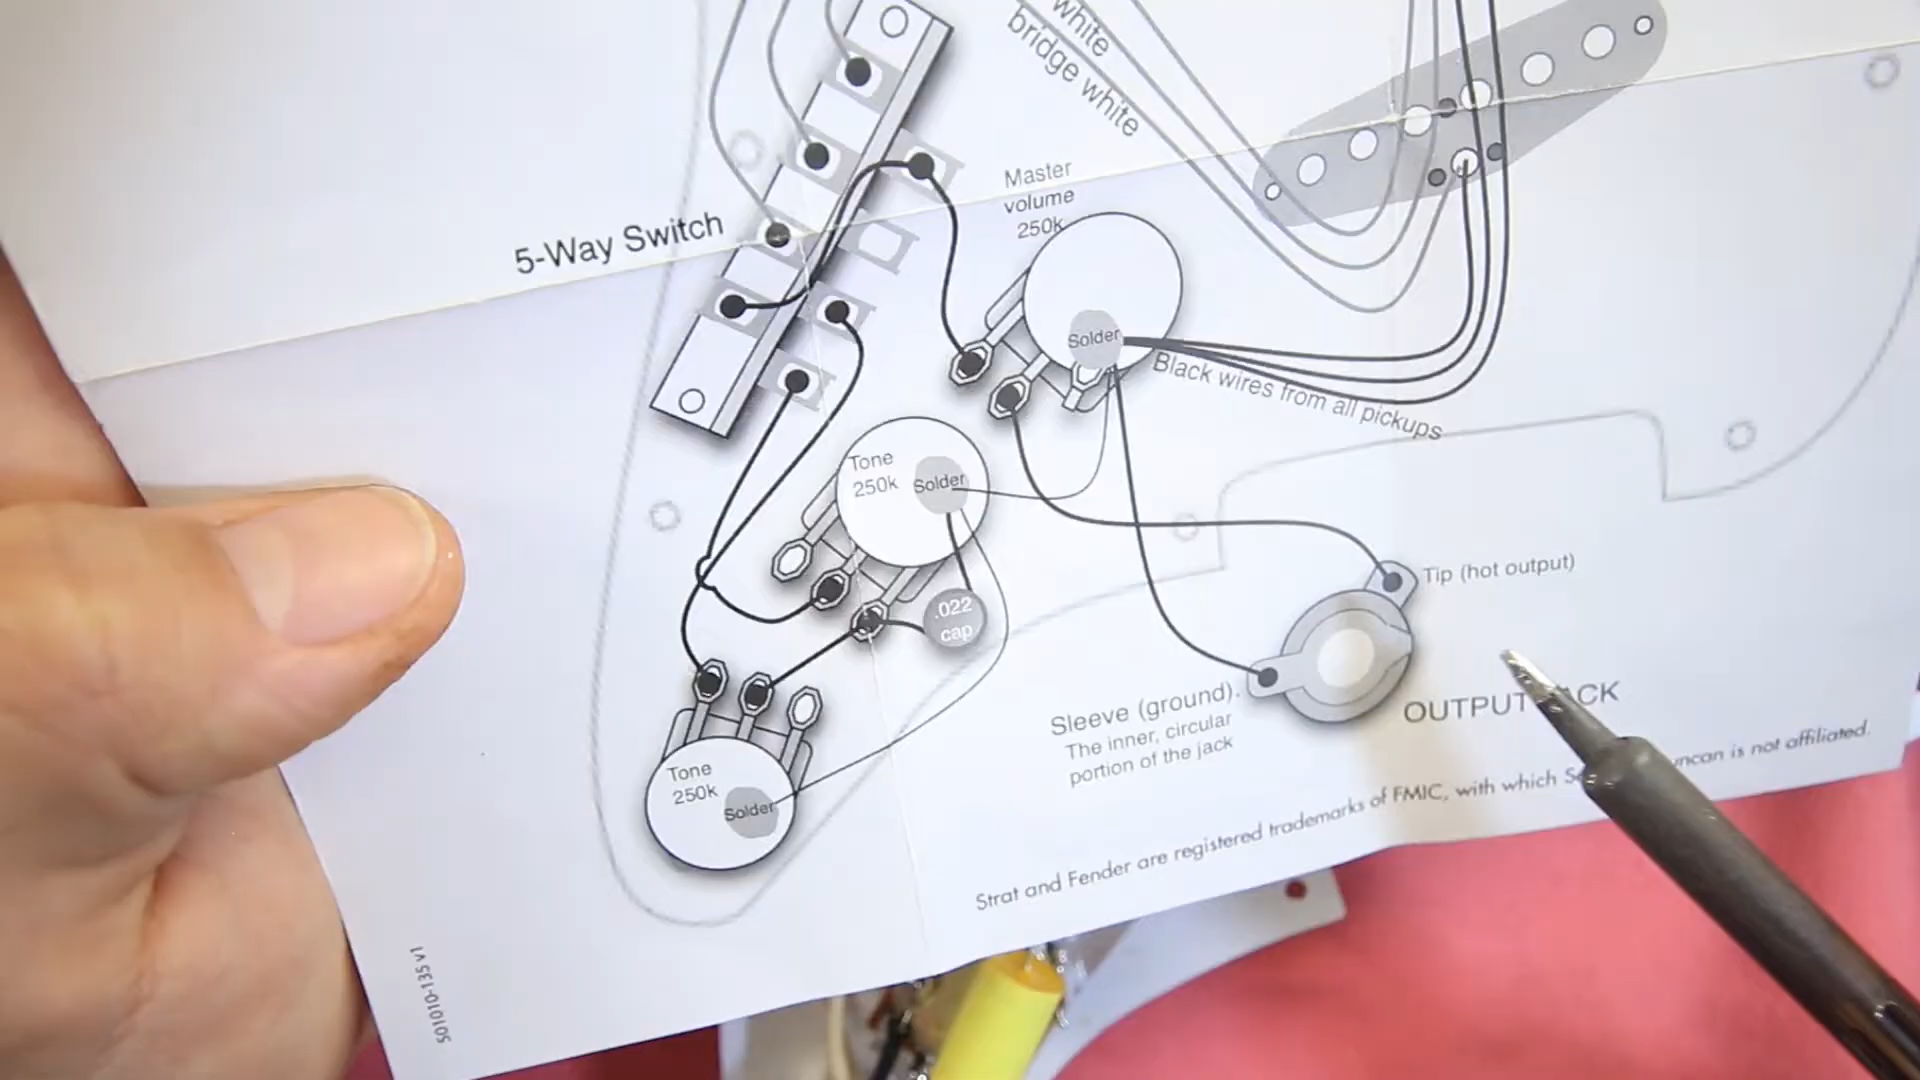 white
bridge white
Master
volume
250k
5-Way Switch
Solder
Black wires from all pickups
Tone
250k
Solder
.022
cap
Tip (hot output)
Sleeve (ground).
The inner, circular
portion of the jack
OUTPUT
Tone
250k
Solder
Strat and Fender are registered trademarks of FMIC, with which is not affiliated.
501010-135 v1